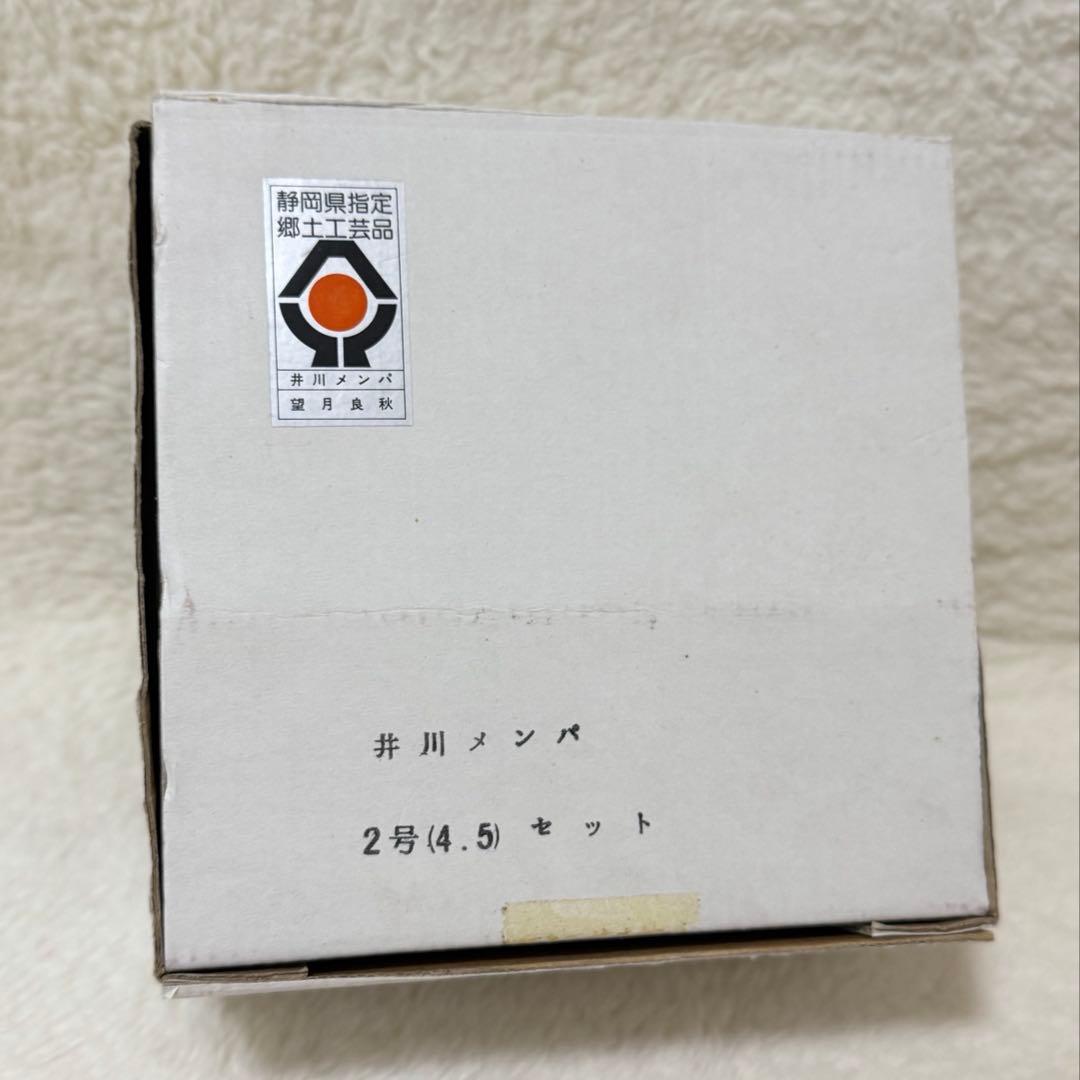 静岡県指定
郷土工芸品
井川メンパ
望月良秋
井川メンパ
2号(4.5) セット